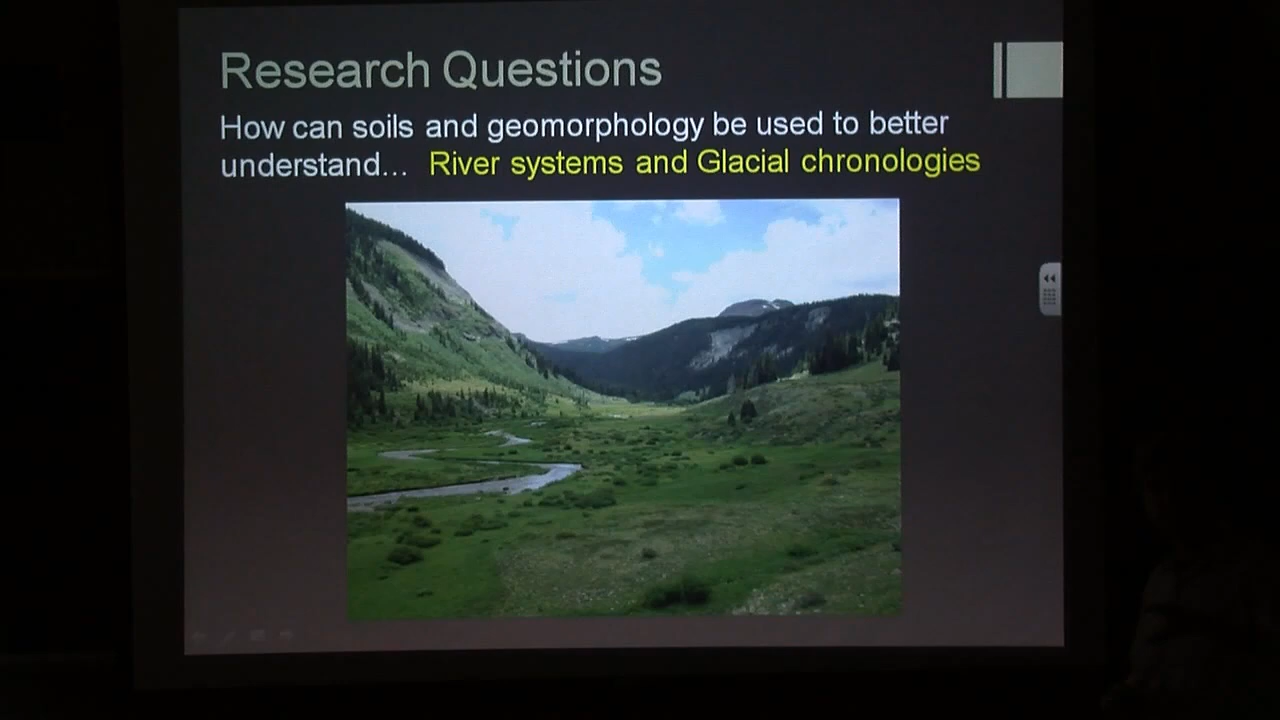 Research Questions
How can soils and geomorphology be used to better
understand... River systems and Glacial chronologies